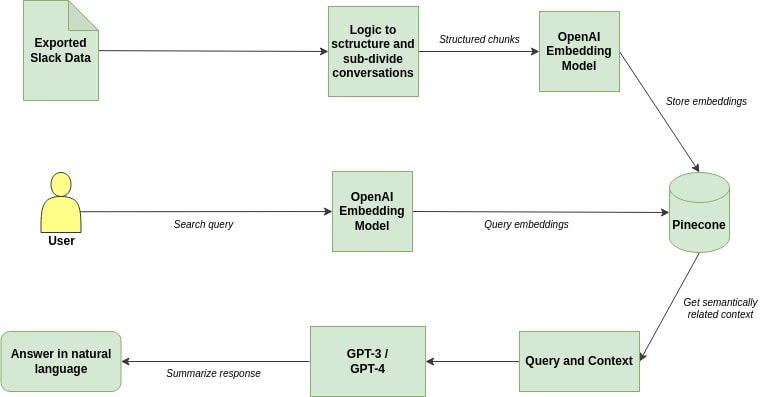 Exported
Slack Data
Logic to
sctructure and
sub-divide
conversations
Structured chunks
OpenAI
Embedding
Model
Store embeddings
User
Search query
OpenAI
Embedding
Model
Query embeddings
Pinecone
Get semantically
related context
Query and Context
GPT-3 /
GPT-4
Summarize response
Answer in natural
language